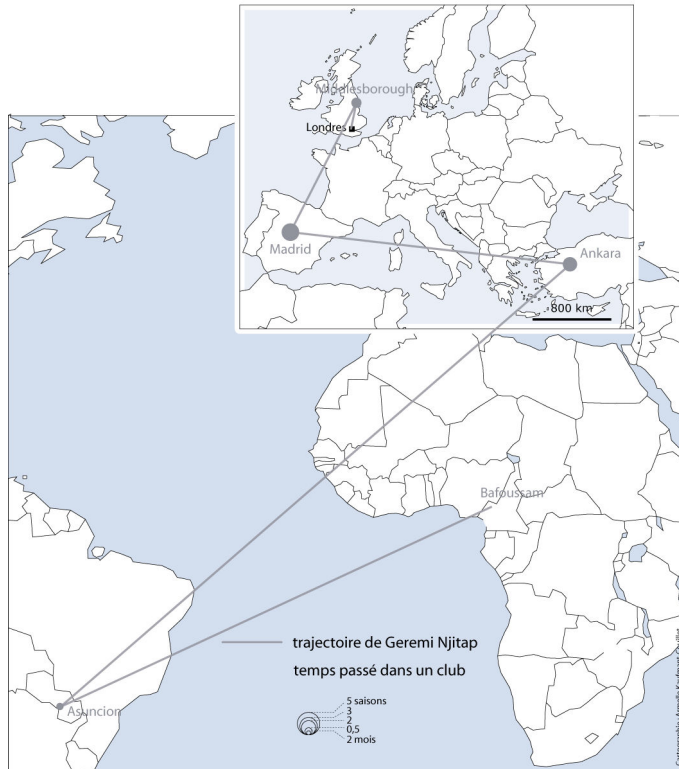 Middlesborough
Londres
Madrid
Ankara
800 km
Bafoussam
Asuncion
trajectoire de Geremi Njitap
temps passé dans un club
5 saisons
3
2
0,5
2 mois